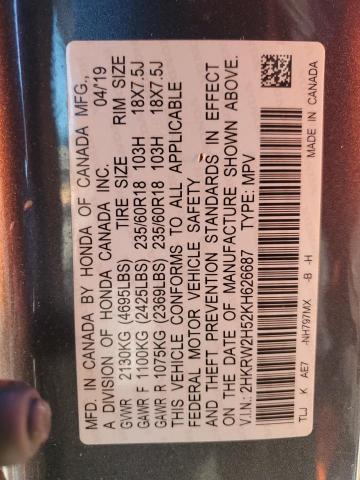 MFD. IN CANADA BY HONDA OF CANADA MFG.,
A DIVISION OF HONDA CANADA INC. 04/19
TIRE SIZE RIM SIZE
GVWR 2130KG (4695LBS)
GAWR F 1100KG (2425LBS) 235/60R18 103H 18X7.5J
GAWR R 1075KG (2369LBS) 235/60R18 103H 18X7.5J
THIS VEHICLE CONFORMS TO ALL APPLICABLE
FEDERAL MOTOR VEHICLE SAFETY
AND THEFT PREVENTION STANDARDS IN EFFECT
ON THE DATE OF MANUFACTURE SHOWN ABOVE.
V.I.N.: 2HKRW2H52KH626687 TYPE: MPV
TLJ K AE7 -NH797MX -B -H MADE IN CANADA